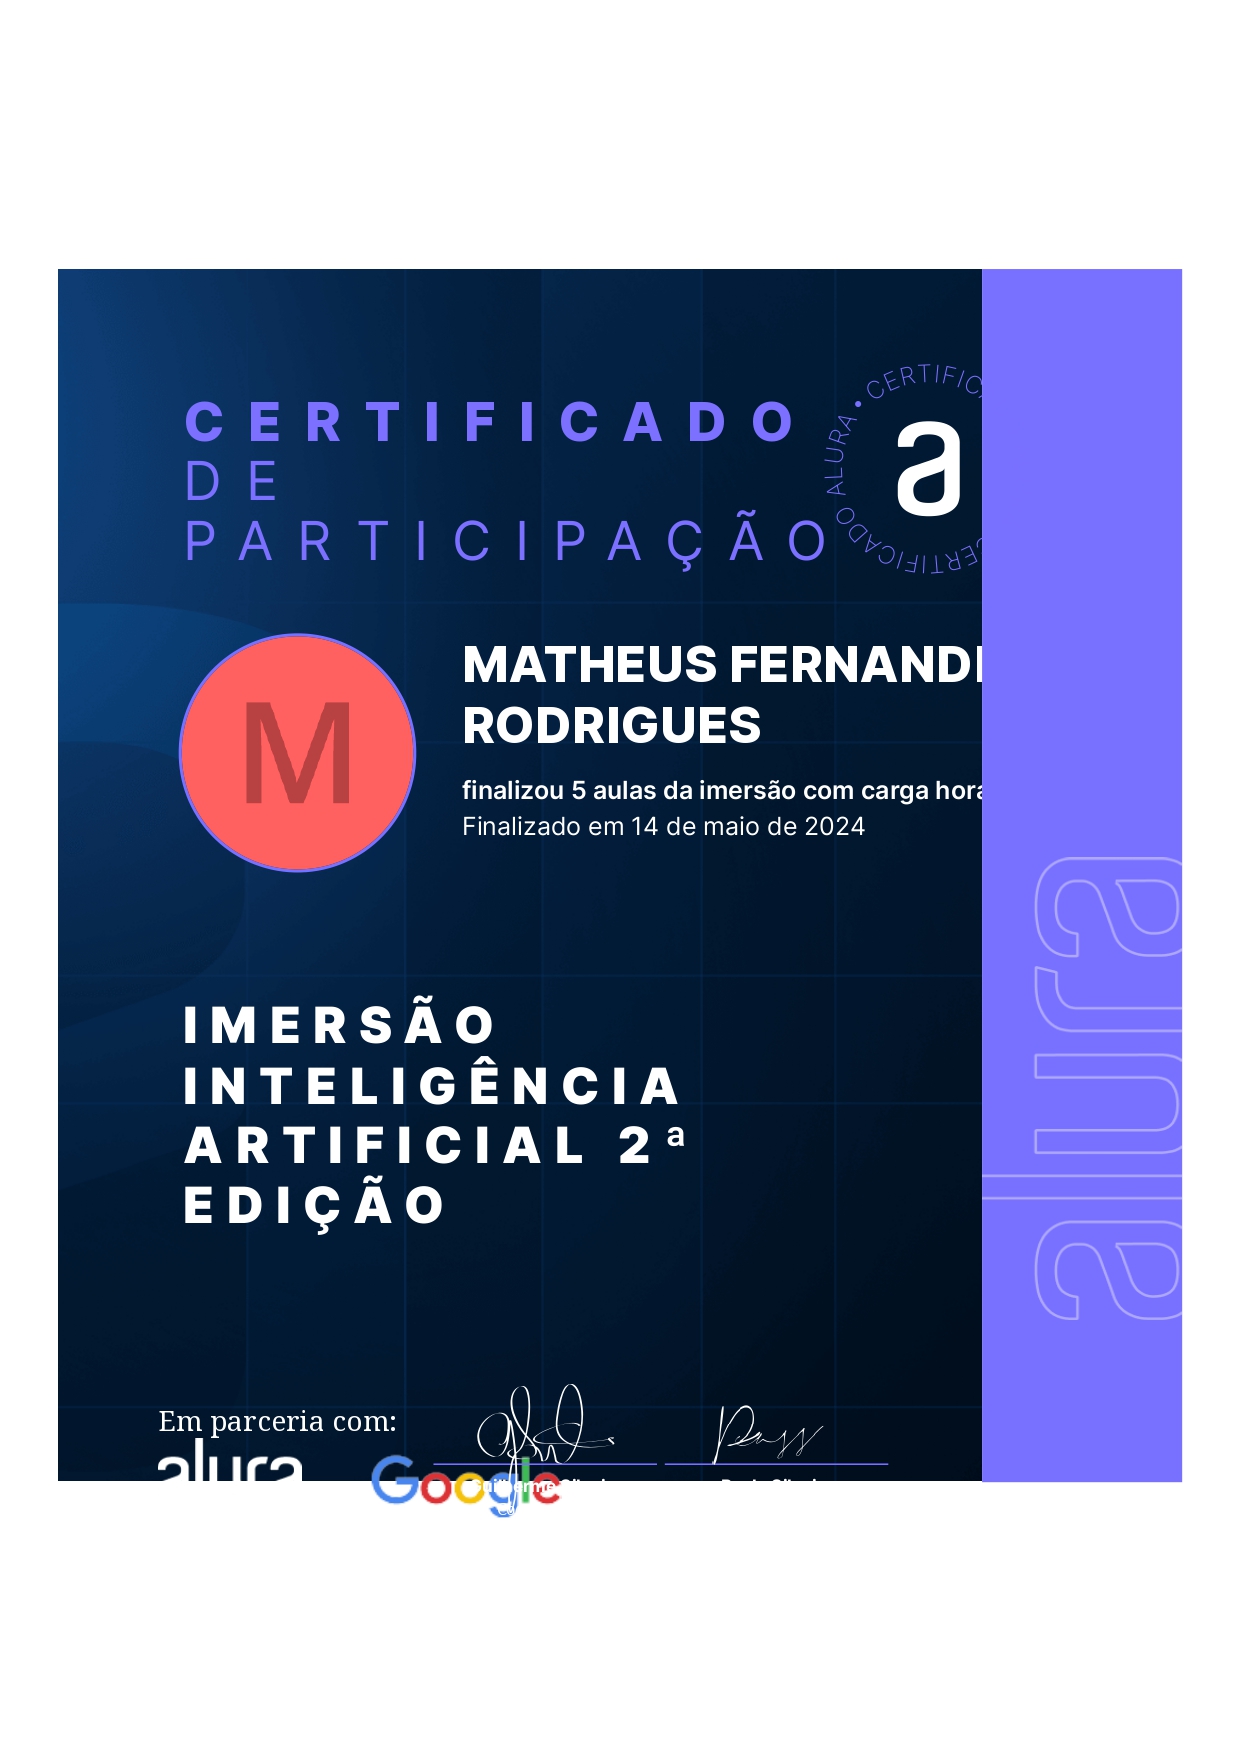 CERTIFICADO
DE
PARTICIPAÇÃO
CERTIFICADO ALURA • CERTIFIC
a
M
MATHEUS FERNAND
RODRIGUES
finalizou 5 aulas da imersão com carga
Finalizado em 14 de maio de 2024
IMERSÃO
INTELIGÊNCIA
ARTIFICIAL 2ª
EDIÇÃO
Em parceria com:
alura
Google
alura